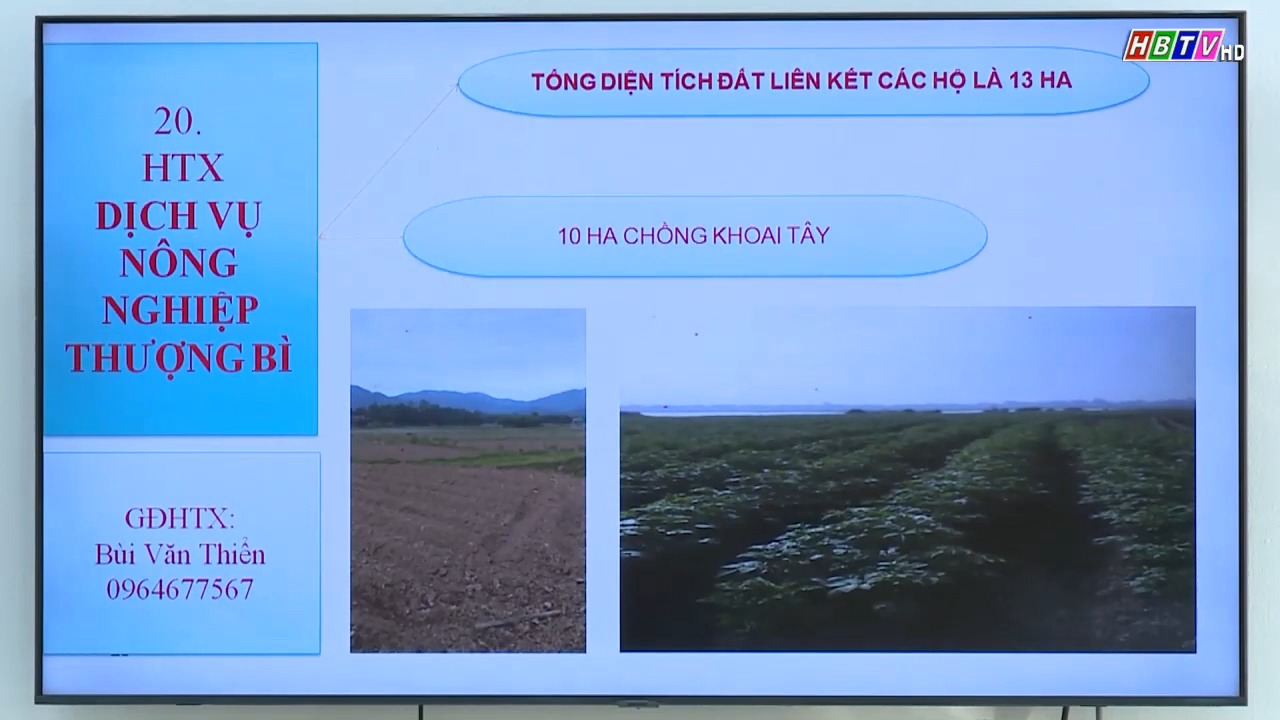 HBTV HD
TỔNG DIỆN TÍCH ĐẤT LIÊN KẾT CÁC HỘ LÀ 13 HA
20.
HTX
DỊCH VỤ
NÔNG
NGHIỆP
THƯỢNG BÌ
10 HA CHỒNG KHOAI TÂY
GĐHTX:
Bùi Văn Thiển
0964677567